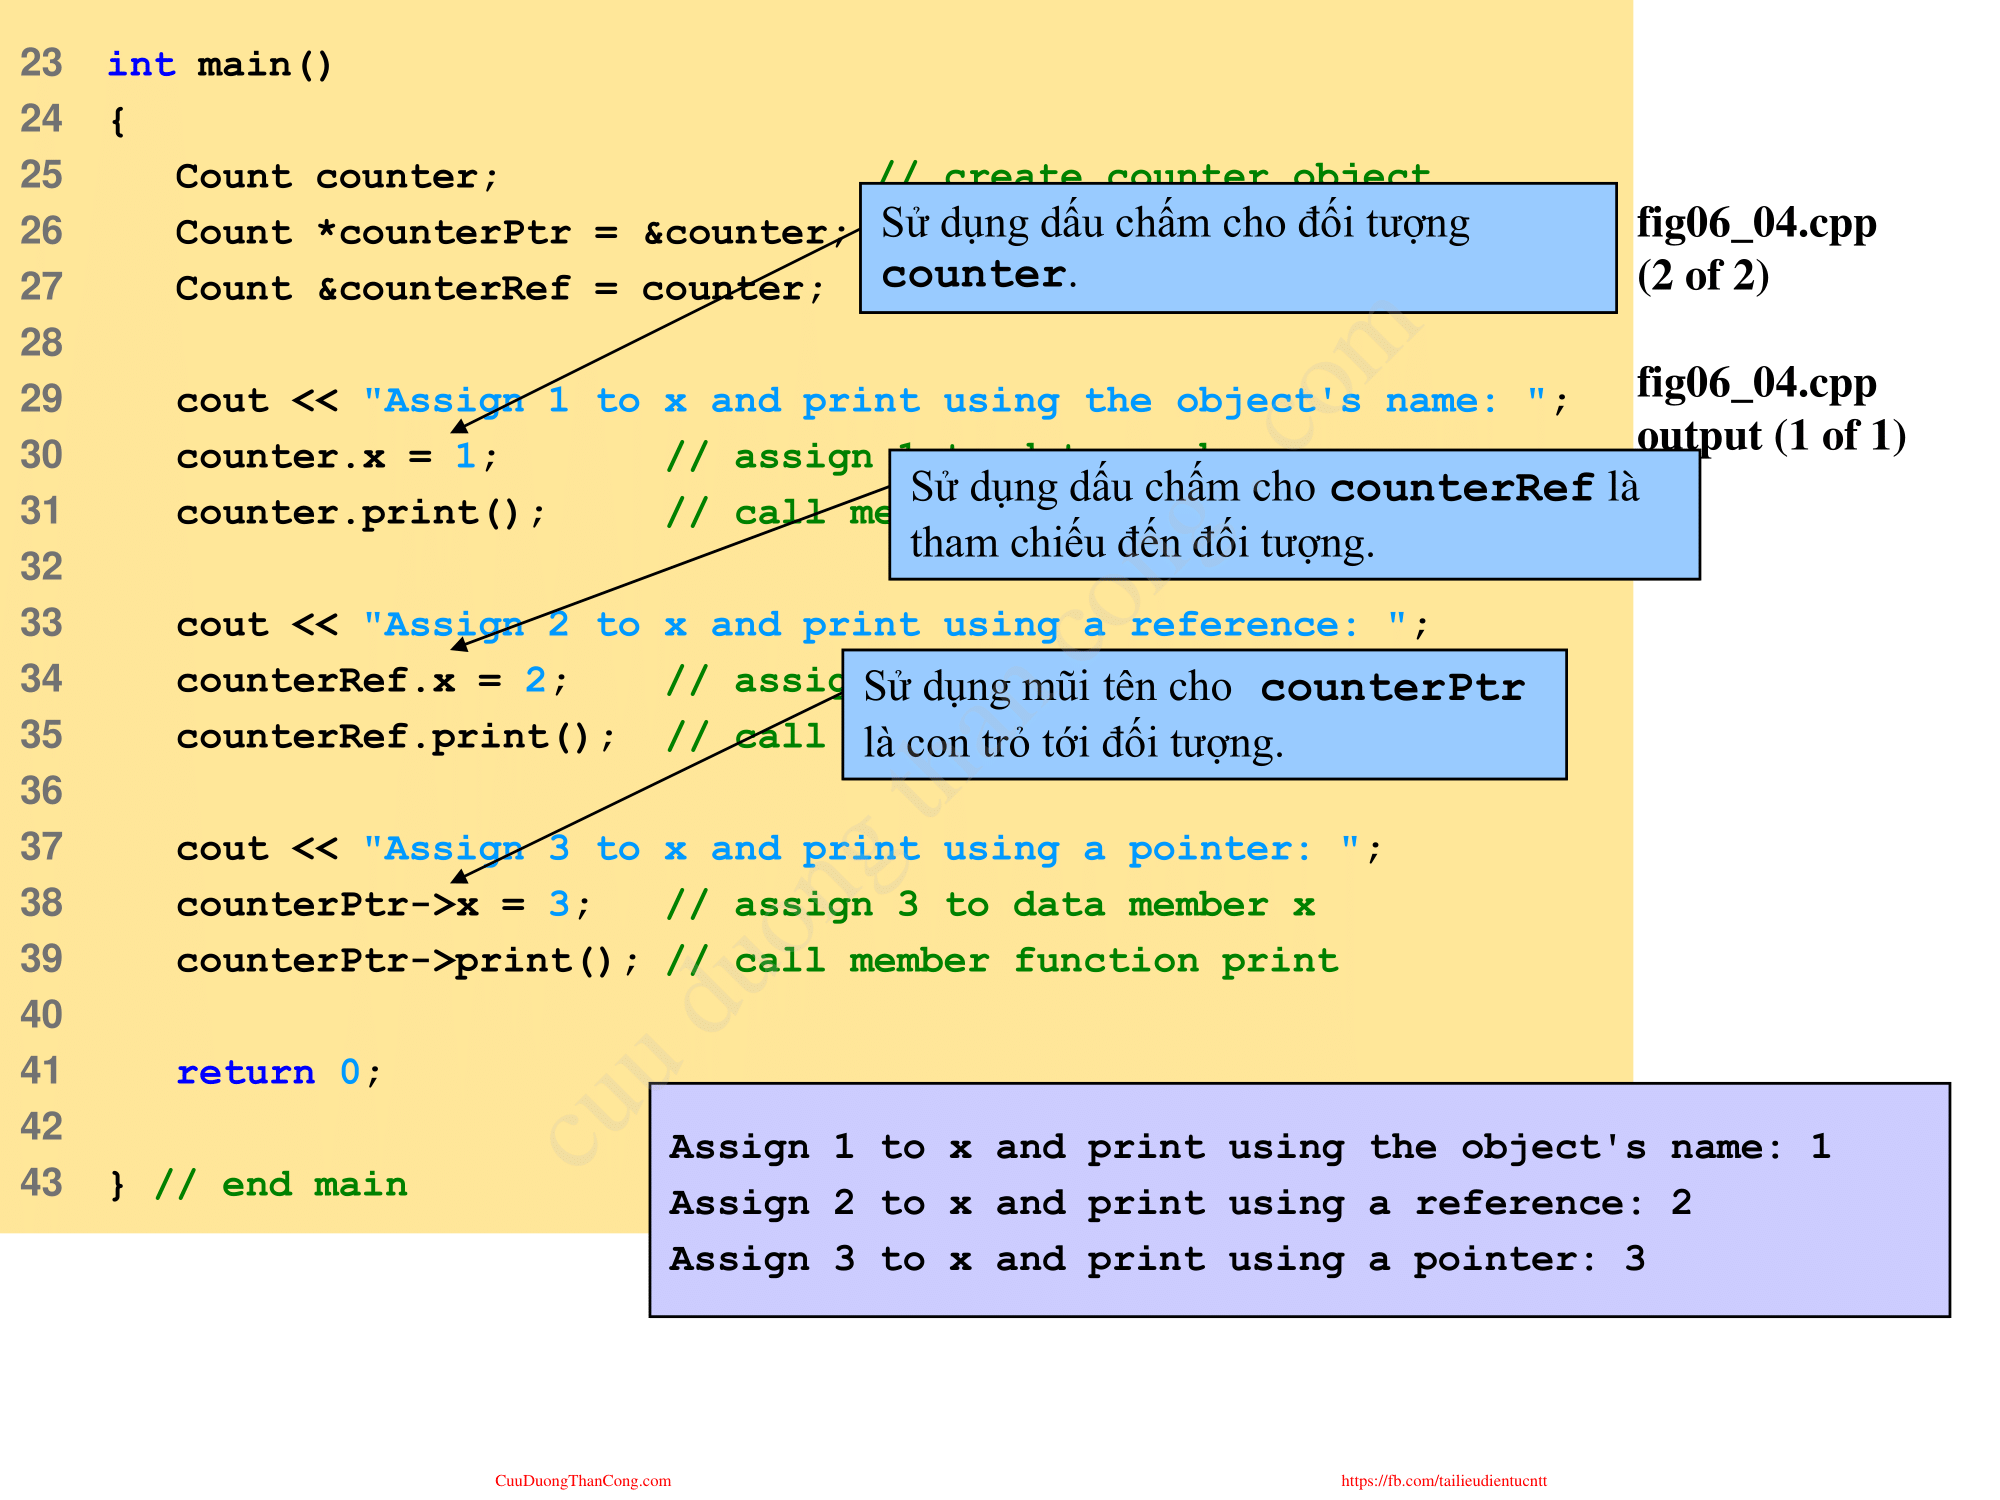 23 int main()
24 {
25 Count counter; // create counter object
26 Count *counterPtr = &counter;
27 Count &counterRef = counter;
28
29 cout << "Assign 1 to x and print using the object's name: ";
30 counter.x = 1; // assign 1 to data
31 counter.print(); // call
32
33 cout << "Assign 2 to x and print using a reference: ";
34 counterRef.x = 2; //
35 counterRef.print(); // call
36
37 cout << "Assign 3 to x and print using a pointer: ";
38 counterPtr->x = 3; // assign 3 to data member x
39 counterPtr->print(); // call member function print
40
41 return 0;
42
43 } // end main
Sử dụng dấu chấm cho đối tượng
counter.
Sử dụng dấu chấm cho counterRef là
tham chiếu đến đối tượng.
Sử dụng mũi tên cho counterPtr
là con trỏ tới đối tượng.
fig06_04.cpp
(2 of 2)
fig06_04.cpp
output (1 of 1)
Assign 1 to x and print using the object's name: 1
Assign 2 to x and print using a reference: 2
Assign 3 to x and print using a pointer: 3
cuu duong than cong . com
CuuDuongThanCong.com
https://fb.com/tailieudientucntt